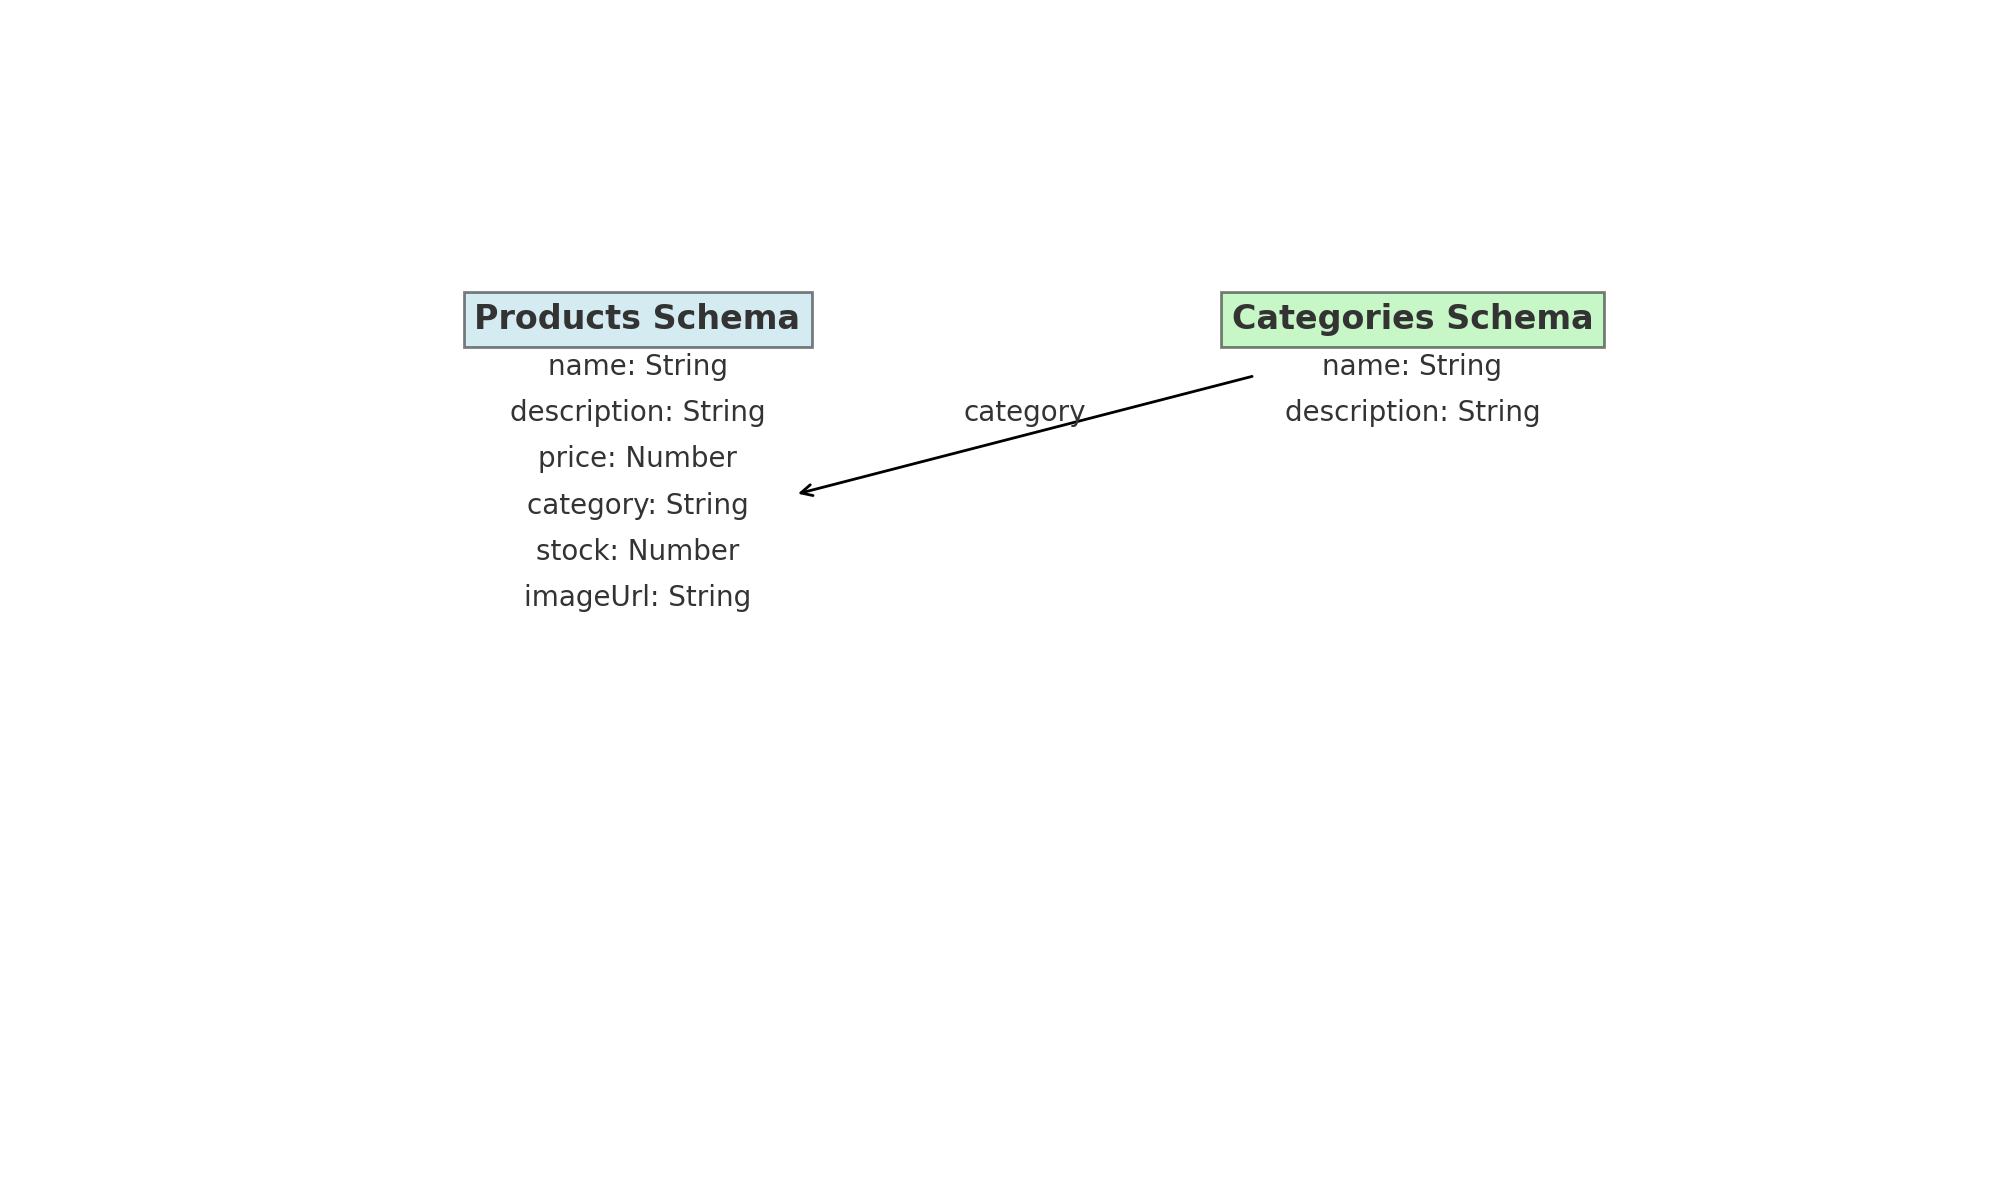 Products Schema
name: String
description: String
price: Number
category: String
stock: Number
imageUrl: String
category
Categories Schema
name: String
description: String